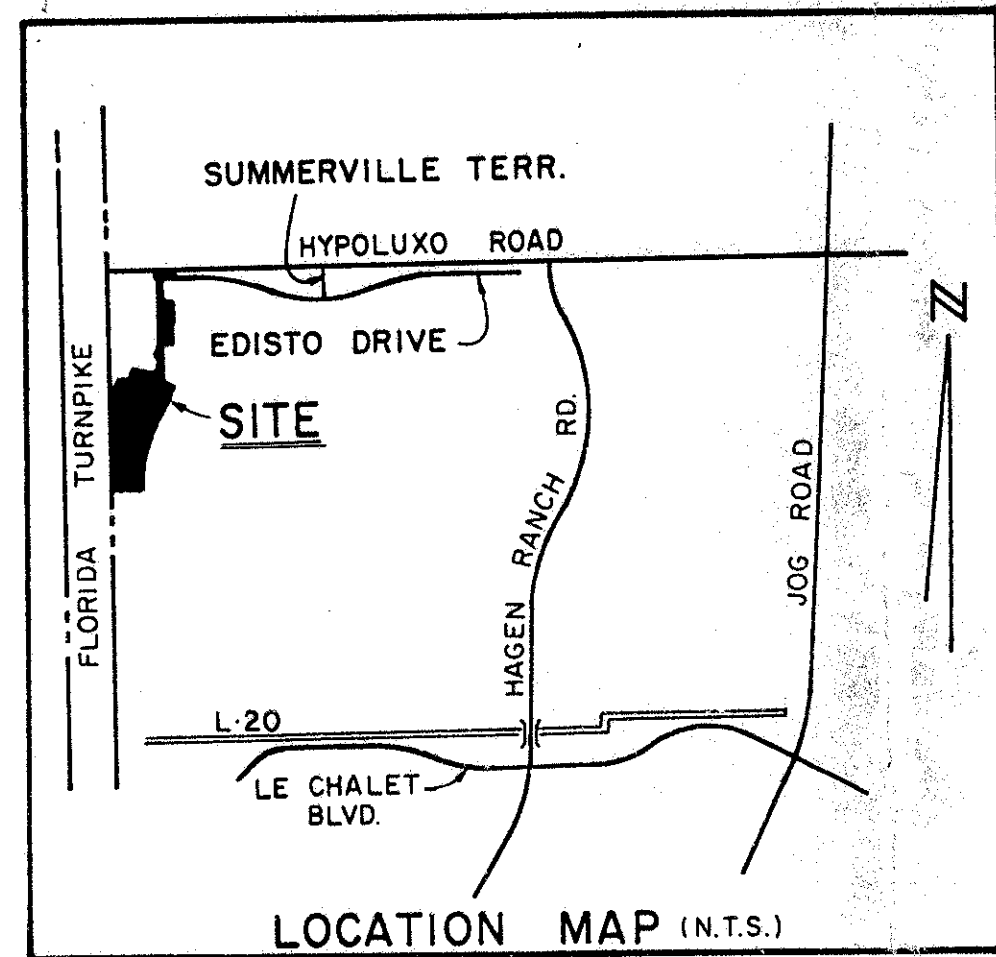 SUMMERVILLE TERR.
HYPOLUXO ROAD
EDISTO DRIVE
SITE
FLORIDA TURNPIKE
HAGEN RANCH RD.
JOG ROAD
L·20
LE CHALET
BLVD.
N
LOCATION MAP (N.T.S.)